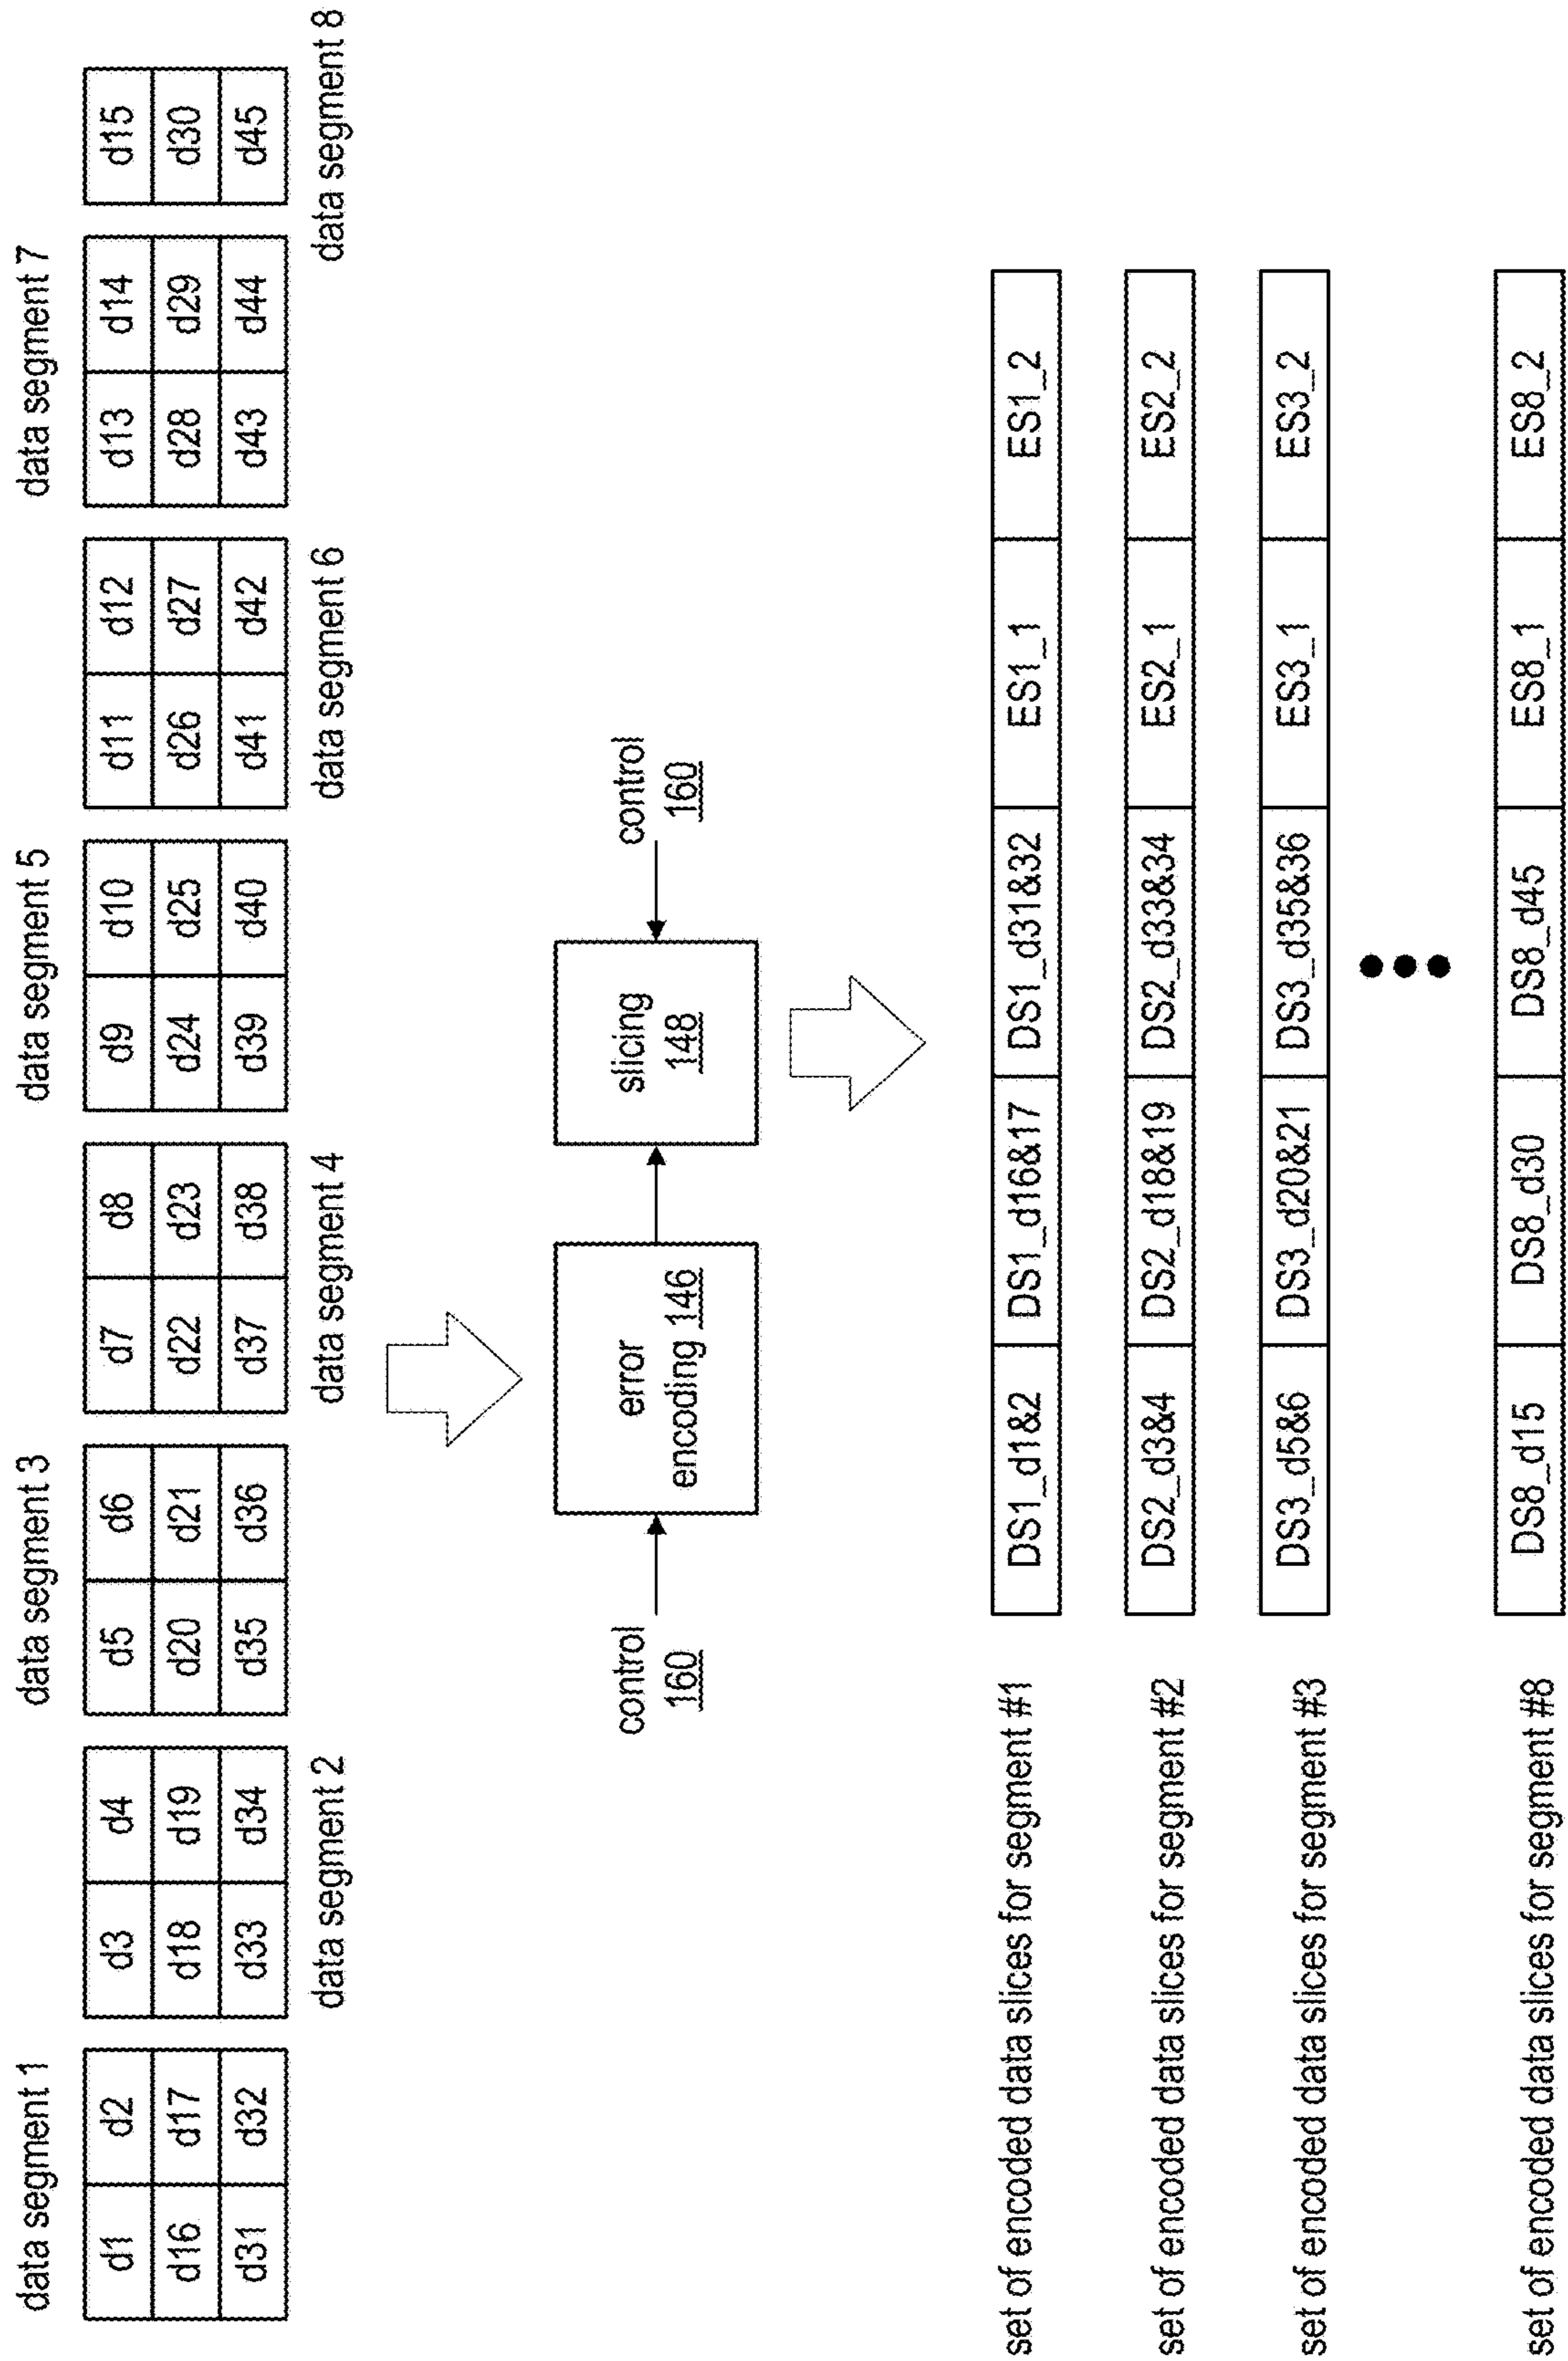 data segment 1
data segment 3
data segment 5
data segment 7
d1 d2 d3 d4 d5 d6 d7 d8 d9 d10 d11 d12 d13 d14 d15
d16 d17 d18 d19 d20 d21 d22 d23 d24 d25 d26 d27 d28 d29 d30
d31 d32 d33 d34 d35 d36 d37 d38 d39 d40 d41 d42 d43 d44 d45
data segment 2
data segment 4
data segment 6
data segment 8
control
160
error
encoding 146
slicing
148
control
160
set of encoded data slices for segment #1
DS1_d1&2 DS1_d16&17 DS1_d31&32 ES1_1 ES1_2
set of encoded data slices for segment #2
DS2_d3&4 DS2_d18&19 DS2_d33&34 ES2_1 ES2_2
set of encoded data slices for segment #3
DS3_d5&6 DS3_d20&21 DS3_d35&36 ES3_1 ES3_2
set of encoded data slices for segment #8
DS8_d15 DS8_d30 DS8_d45 ES8_1 ES8_2